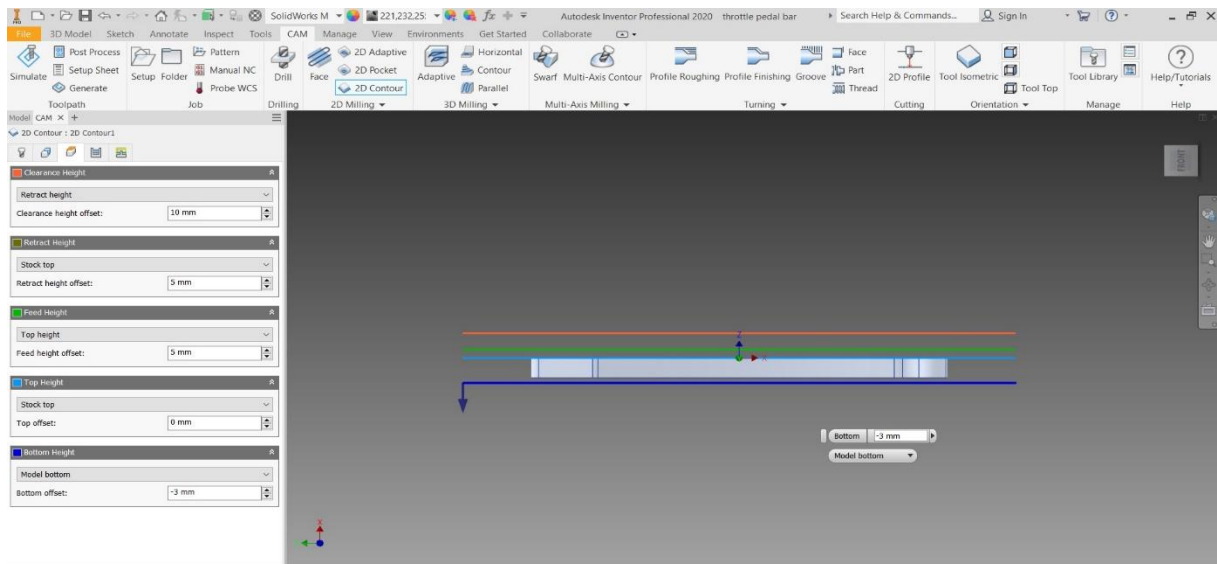 SolidWorks M 221,232,25: fx Autodesk Inventor Professional 2020 throttle pedal bar Search Help & Commands... Sign In
File 3D Model Sketch Annotate Inspect Tools CAM Manage View Environments Get Started Collaborate
Post Process Pattern 2D Adaptive Horizontal Face
Setup Sheet Manual NC 2D Pocket Contour Part
Simulate Generate Setup Folder Probe WCS Drill Face 2D Contour Adaptive Parallel Swarf Multi-Axis Contour Profile Roughing Profile Finishing Groove Thread 2D Profile Tool Isometric Tool Top Tool Library Help/Tutorials
Toolpath Job Drilling 2D Milling 3D Milling Multi-Axis Milling Turning Cutting Orientation Manage Help
Model CAM × +
2D Contour : 2D Contour1
Clearance Height
Retract height
Clearance height offset: 10 mm
Retract Height
Stock top
Retract height offset: 5 mm
Feed Height
Top height
Feed height offset: 5 mm
Top Height
Stock top
Top offset: 0 mm
Bottom Height
Model bottom
Bottom offset: -3 mm
FRONT
Z
X
Bottom -3 mm
Model bottom